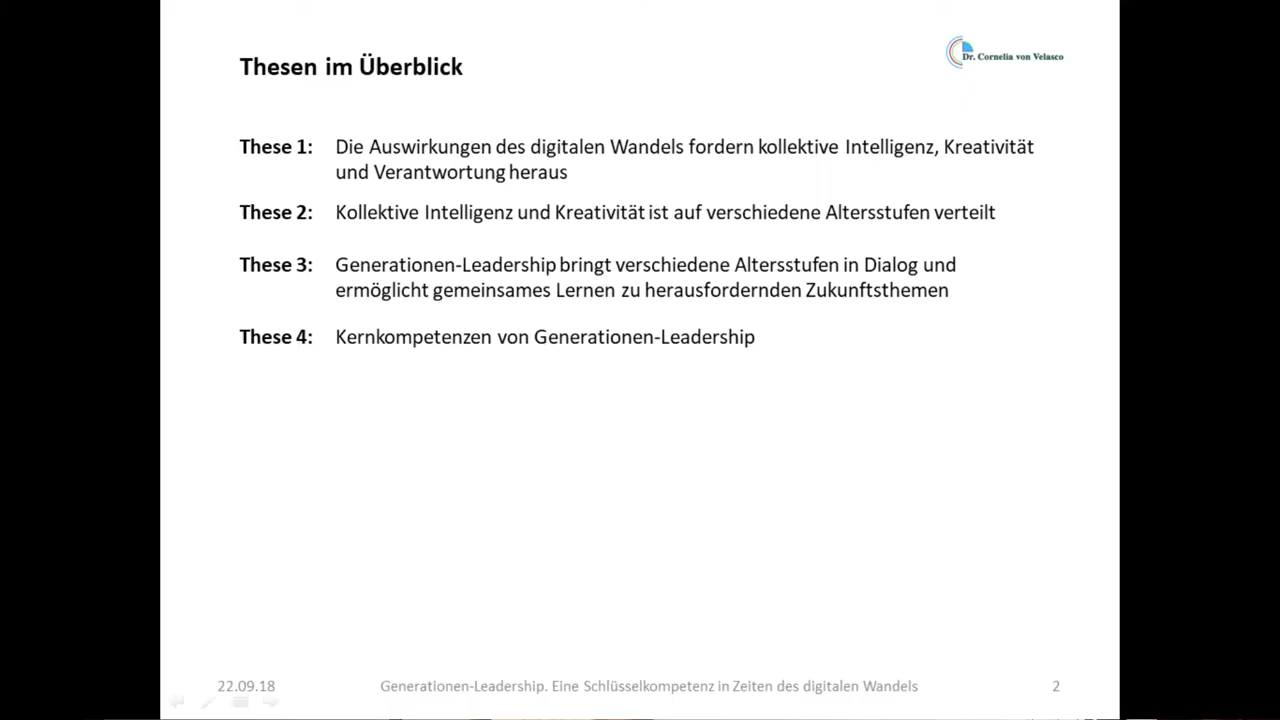 Thesen im Überblick
Dr. Cornelia von Velasco
These 1: Die Auswirkungen des digitalen Wandels fordern kollektive Intelligenz, Kreativität
und Verantwortung heraus
These 2: Kollektive Intelligenz und Kreativität ist auf verschiedene Altersstufen verteilt
These 3: Generationen-Leadership bringt verschiedene Altersstufen in Dialog und
ermöglicht gemeinsames Lernen zu herausfordernden Zukunftsthemen
These 4: Kernkompetenzen von Generationen-Leadership
22.09.18 Generationen-Leadership. Eine Schlüsselkompetenz in Zeiten des digitalen Wandels 2